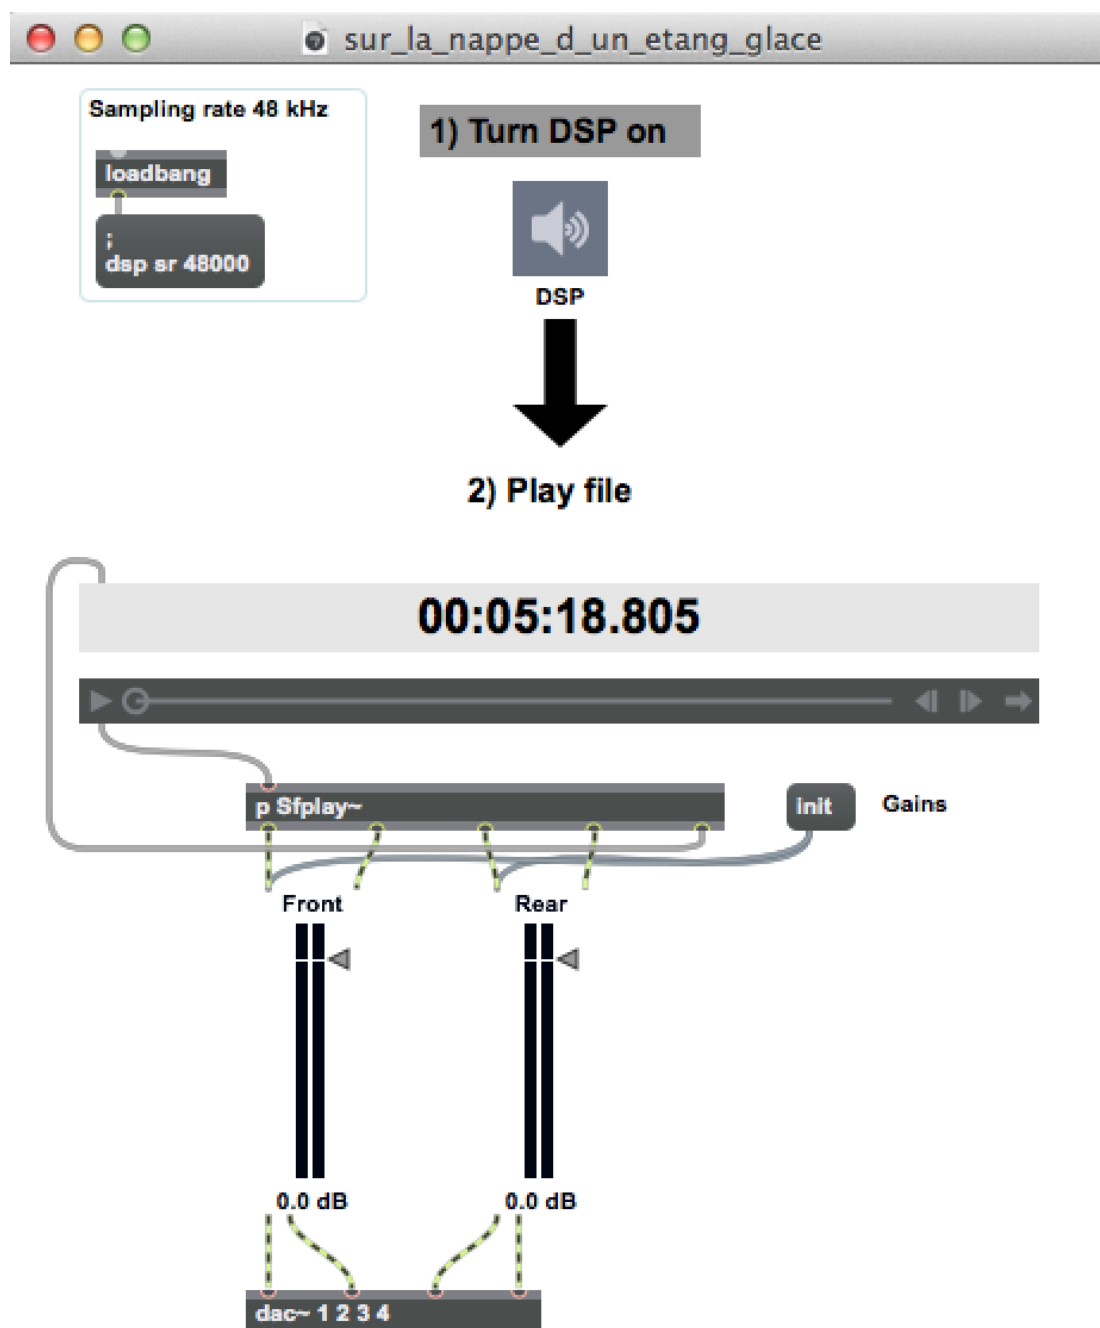 sur_la_nappe_d_un_etang_glace
Sampling rate 48 kHz
loadbang
;
dsp sr 48000
1) Turn DSP on
DSP
2) Play file
00:05:18.805
p Sfplay~
init
Gains
Front
Rear
0.0 dB
0.0 dB
dac~ 1 2 3 4